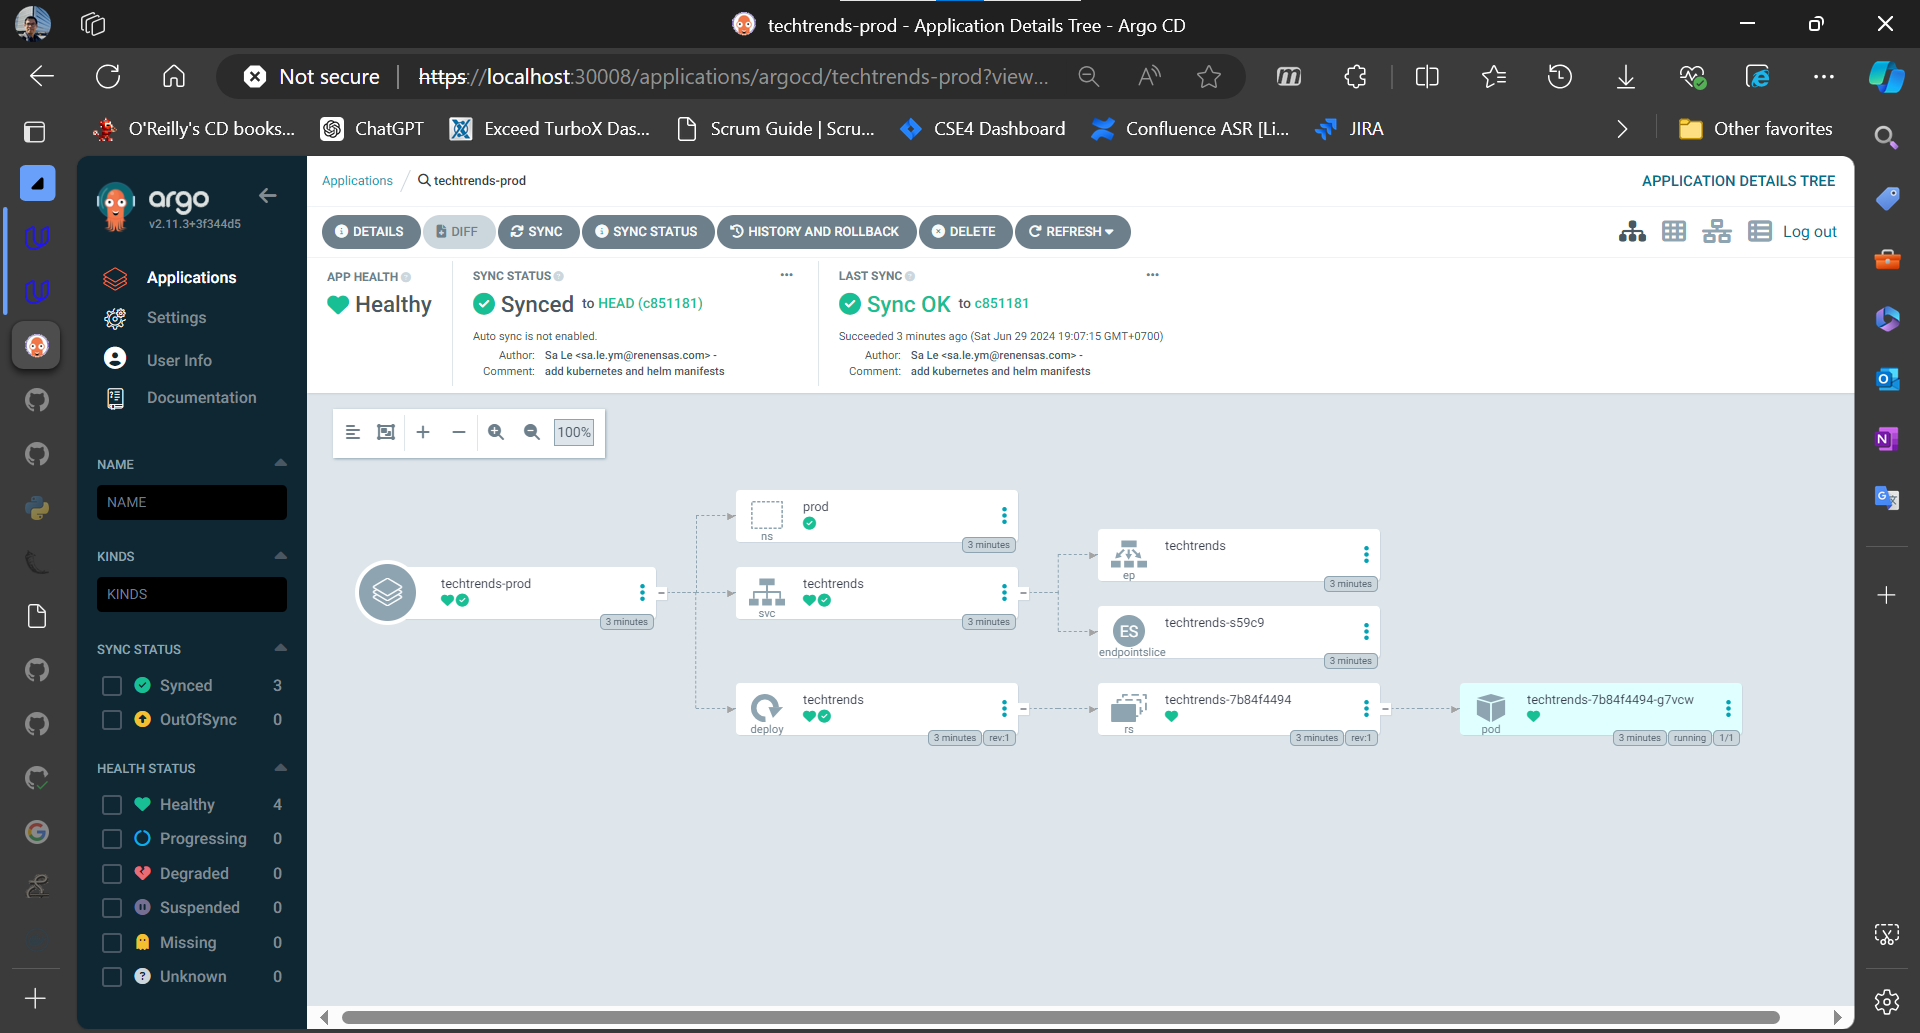 techtrends-prod - Application Details Tree - Argo CD
Not secure
https://localhost:30008/applications/argocd/techtrends-prod?view...
O'Reilly's CD books...
ChatGPT
Exceed TurboX Das...
Scrum Guide | Scru...
CSE4 Dashboard
Confluence ASR [Li...
JIRA
Other favorites
argo
v2.11.3+3f344d5
Applications
Settings
User Info
Documentation
NAME
NAME
KINDS
KINDS
SYNC STATUS
Synced 3
OutOfSync 0
HEALTH STATUS
Healthy 4
Progressing 0
Degraded 0
Suspended 0
Missing 0
Unknown 0
Applications / techtrends-prod
APPLICATION DETAILS TREE
DETAILS
DIFF
SYNC
SYNC STATUS
HISTORY AND ROLLBACK
DELETE
REFRESH
Log out
APP HEALTH
Healthy
SYNC STATUS
Synced to HEAD (c851181)
Auto sync is not enabled.
Author: Sa Le <sa.le.ym@renensas.com> -
Comment: add kubernetes and helm manifests
LAST SYNC
Sync OK to c851181
Succeeded 3 minutes ago (Sat Jun 29 2024 19:07:15 GMT+0700)
Author: Sa Le <sa.le.ym@renensas.com> -
Comment: add kubernetes and helm manifests
100%
techtrends-prod
3 minutes
prod
ns
3 minutes
techtrends
svc
3 minutes
techtrends
deploy
3 minutes rev:1
techtrends
ep
3 minutes
ES
techtrends-s59c9
endpointslice
3 minutes
techtrends-7b84f4494
rs
3 minutes rev:1
techtrends-7b84f4494-g7vcw
pod
3 minutes running 1/1